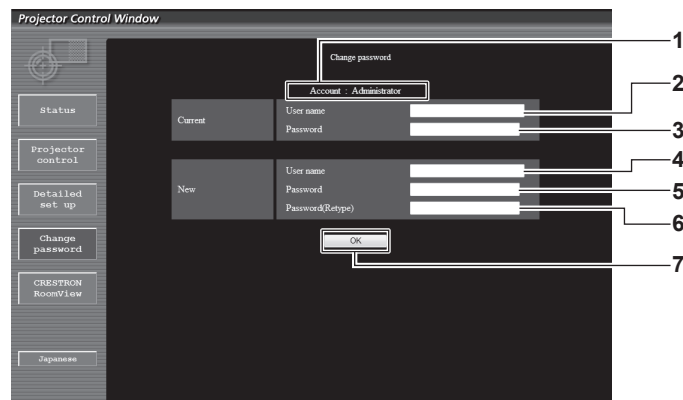 Projector Control Window
Change password
1
Account : Administrator
2
Current
User name
Password
3
4
New
User name
Password
5
Password(Retype)
6
OK
7
Status
Projector
control
Detailed
set up
Change
password
CRESTRON
RoomView
Japanese